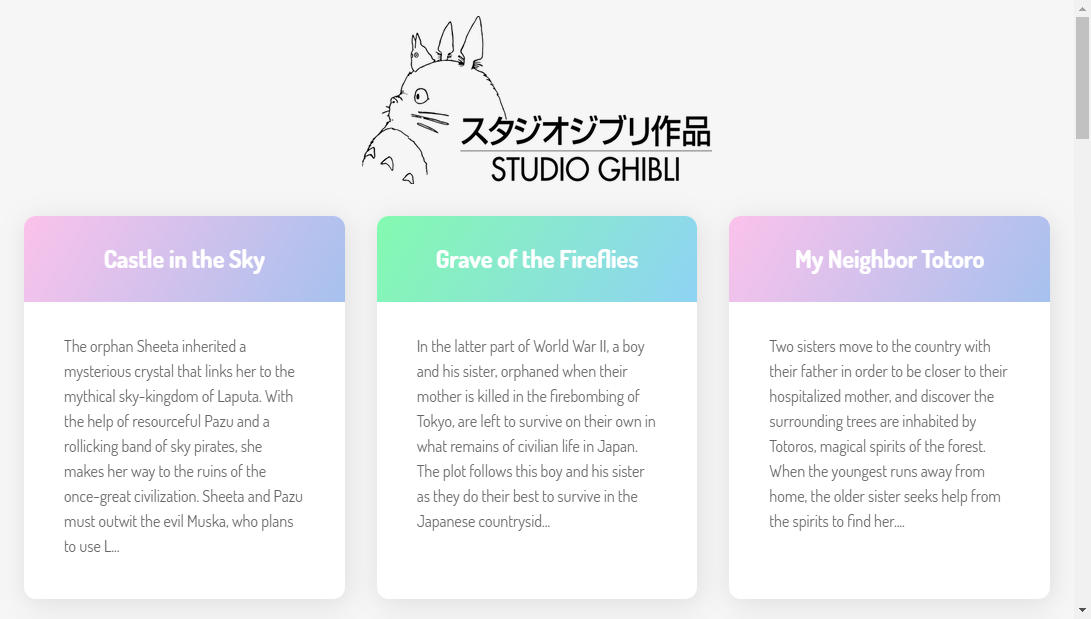 スタジオジブリ作品
STUDIO GHIBLI
Castle in the Sky
The orphan Sheeta inherited a
mysterious crystal that links her to the
mythical sky-kingdom of Laputa. With
the help of resourceful Pazu and a
rollicking band of sky pirates, she
makes her way to the ruins of the
once-great civilization. Sheeta and Pazu
must outwit the evil Muska, who plans
to use L...
Grave of the Fireflies
In the latter part of World War II, a boy
and his sister, orphaned when their
mother is killed in the firebombing of
Tokyo, are left to survive on their own in
what remains of civilian life in Japan.
The plot follows this boy and his sister
as they do their best to survive in the
Japanese countrysid...
My Neighbor Totoro
Two sisters move to the country with
their father in order to be closer to their
hospitalized mother, and discover the
surrounding trees are inhabited by
Totoros, magical spirits of the forest.
When the youngest runs away from
home, the older sister seeks help from
the spirits to find her....